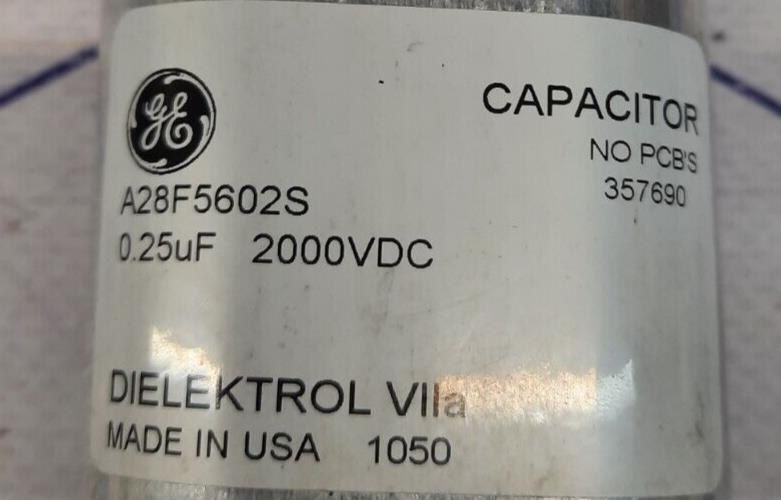 GE
CAPACITOR
NO PCB'S
357690
A28F5602S
0.25uF 2000VDC
DIELEKTROL VIIa
MADE IN USA 1050